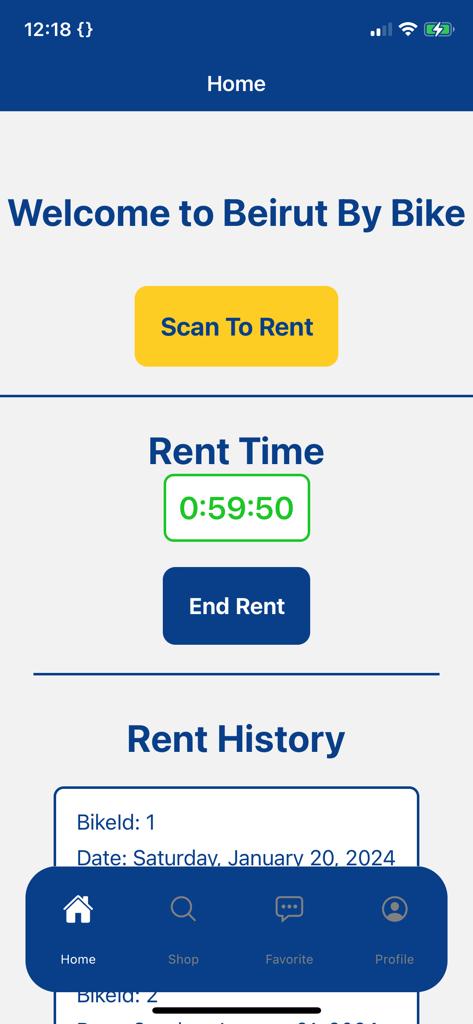 12:18 {}
Home
Welcome to Beirut By Bike
Scan To Rent
Rent Time
0:59:50
End Rent
Rent History
BikeId: 1
Date: Saturday, January 20, 2024
Home
Shop
Favorite
Profile
BikeId: 2